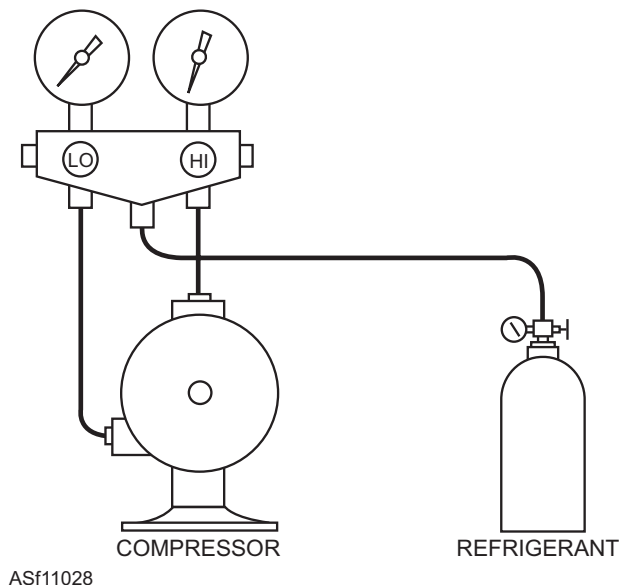 LO
HI
COMPRESSOR
REFRIGERANT
ASf11028